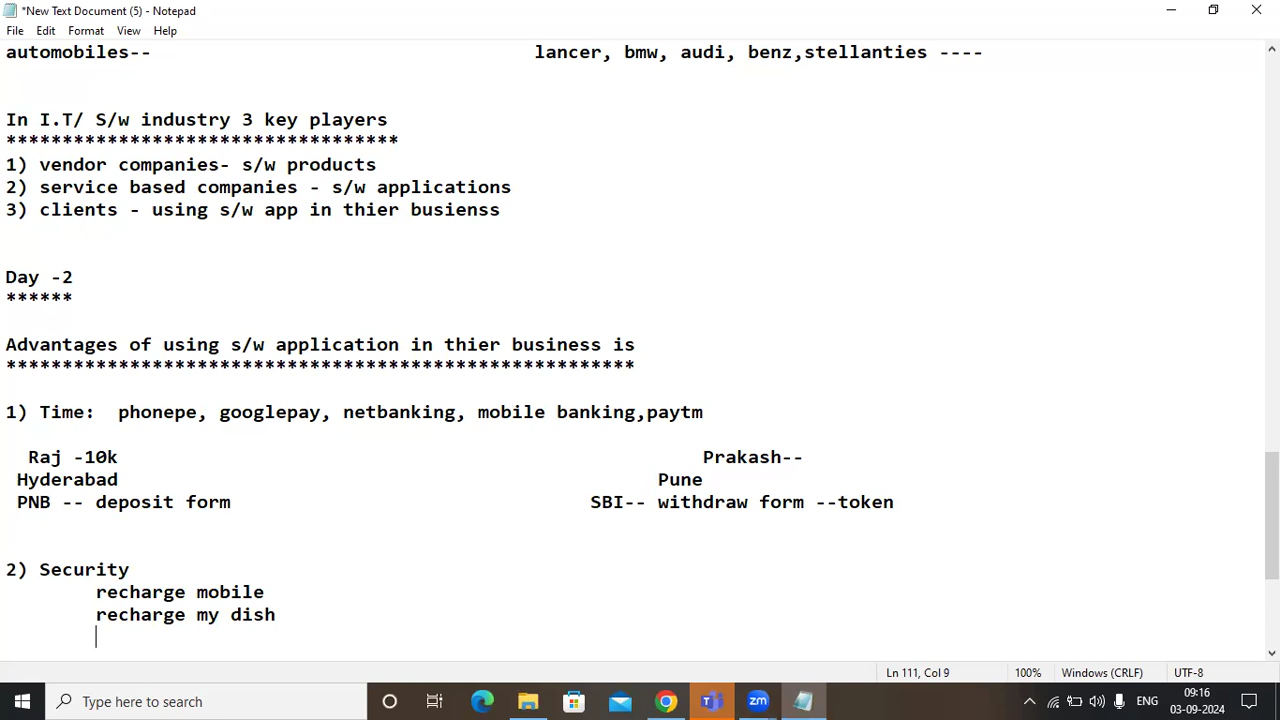 *New Text Document (5) - Notepad
File Edit Format View Help
automobiles-- lancer, bmw, audi, benz,stellanties ----
In I.T/ S/w industry 3 key players
***********************************
1) vendor companies- s/w products
2) service based companies - s/w applications
3) clients - using s/w app in thier busienss
Day -2
******
Advantages of using s/w application in thier business is
********************************************************
1) Time: phonepe, googlepay, netbanking, mobile banking,paytm
Raj -10k Prakash--
Hyderabad Pune
PNB -- deposit form SBI-- withdraw form --token
2) Security
recharge mobile
recharge my dish
Ln 111, Col 9 100% Windows (CRLF) UTF-8
Type here to search zm ENG 09:16
03-09-2024